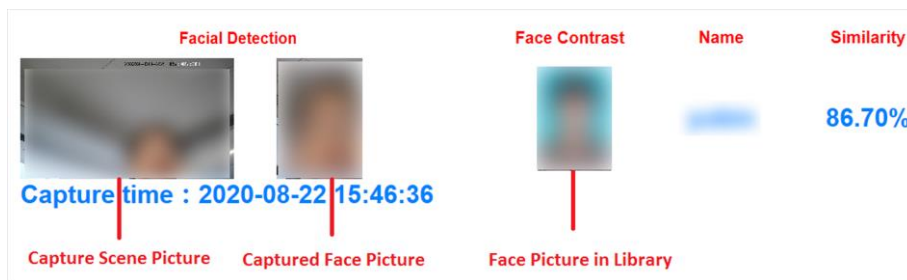 Facial Detection Face Contrast Name Similarity
86.70%
Capture time : 2020-08-22 15:46:36
Capture Scene Picture Captured Face Picture Face Picture in Library